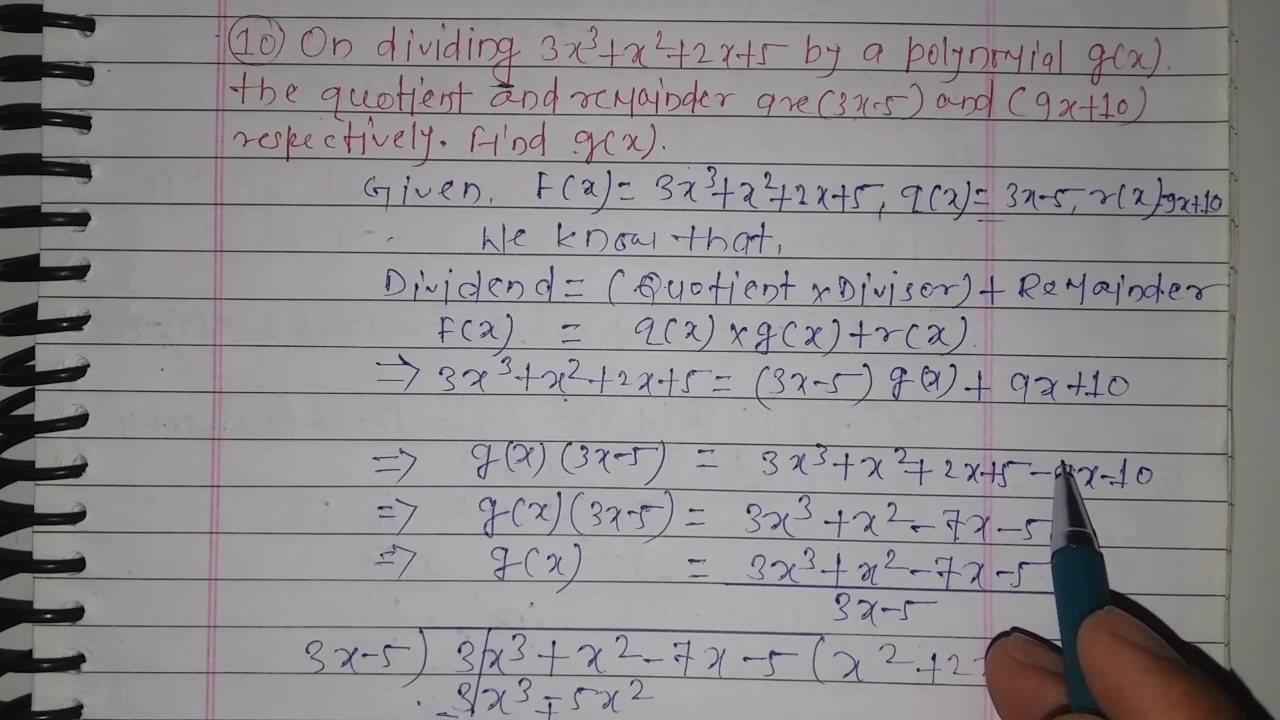 (10) On dividing 3x³+x²+2x+5 by a polynomial g(x).
the quotient and remainder are (3x-5) and (9x+10)
respectively. Find g(x).
Given, F(x)= 3x³+x²+2x+5, q(x)= 3x-5, r(x)=9x+10
We know that,
Dividend = (Quotient × Divisor) + Remainder
F(x) = q(x) × g(x) + r(x).
⇒ 3x³+x²+2x+5 = (3x-5) g(x) + 9x+10
⇒ g(x) (3x-5) = 3x³+x²+2x+5-9x-10
⇒ g(x) (3x-5) = 3x³+x²-7x-5
⇒ g(x) = 3x³+x²-7x-5
3x-5
3x-5) 3x³+x²-7x-5 (x²+2
3x³-5x²